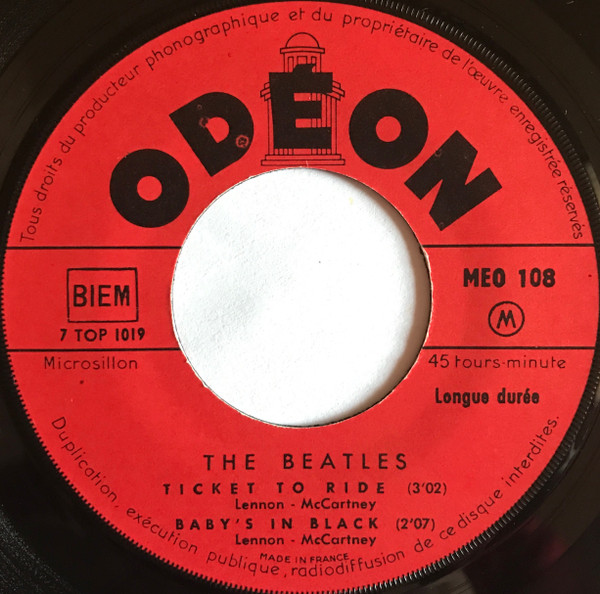 Tous droits du producteur phonographique et du propriétaire de l'œuvre enregistrée réservés
ODÉON
BIEM
7 TOP 1019
MEO 108
M
Microsillon
45 tours-minute
Longue durée
THE BEATLES
TICKET TO RIDE (3'02)
Lennon - McCartney
BABY'S IN BLACK (2'07)
Lennon - McCartney
MADE IN FRANCE
Duplication, exécution publique, radiodiffusion de ce disque interdites.